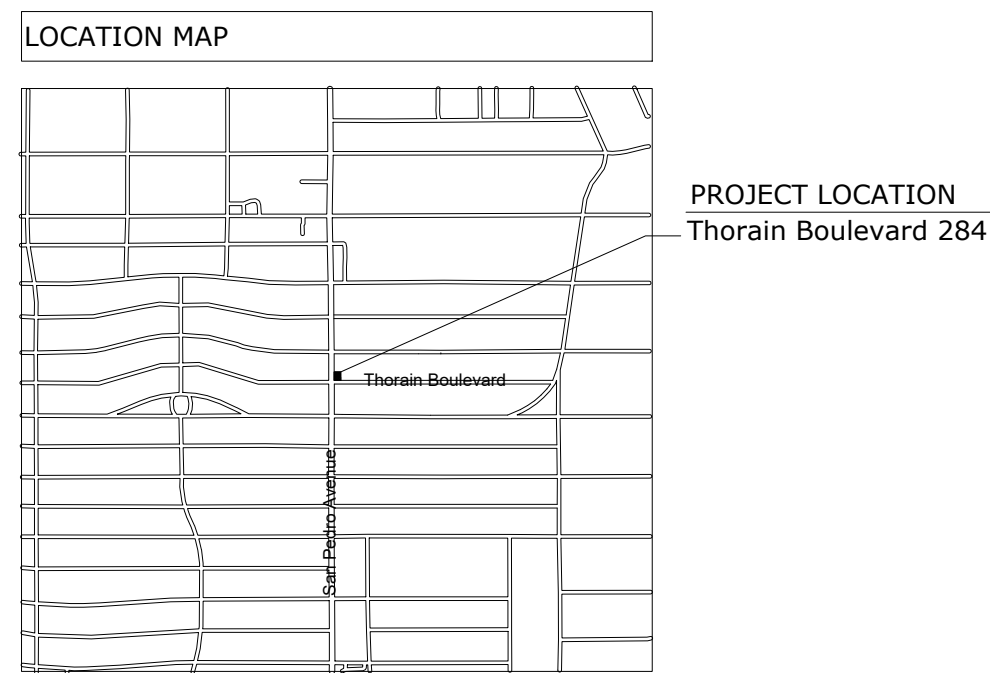 LOCATION MAP
PROJECT LOCATION
Thorain Boulevard 284
Thorain Boulevard
San Pedro Avenue